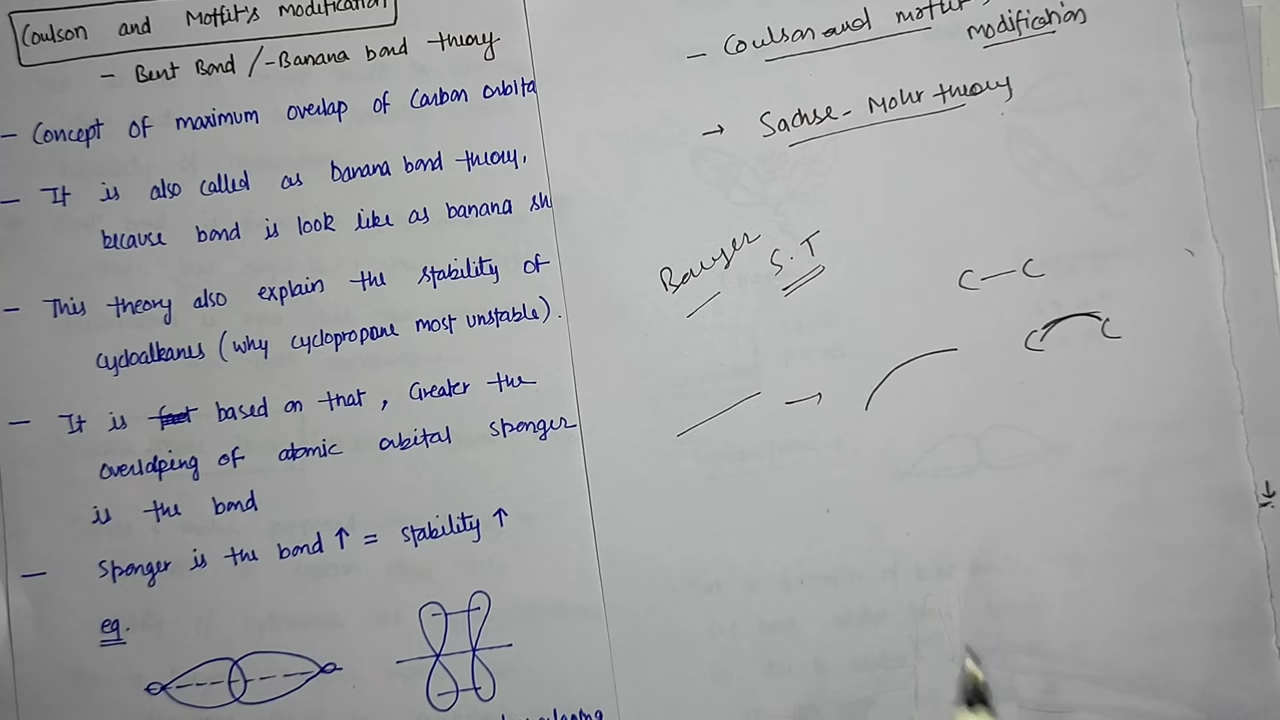 Coulson and Moffit's Modification
- Bent Bond /-Banana bond theory
- Concept of maximum overlap of Carbon orbita
- It is also called as banana bond theory,
because bond is look like as banana sh
- This theory also explain the stability of
cycloalkanes (why cyclopropane most unstable).
- It is based on that, Greater the
overlaping of atomic orbital sponger
is the bond
- sponger is the bond ↑ = stability ↑
eg.
- Coulson and moffit
modification
→ Sachse-Mohr theory
Bayer S.T
C-C
C C